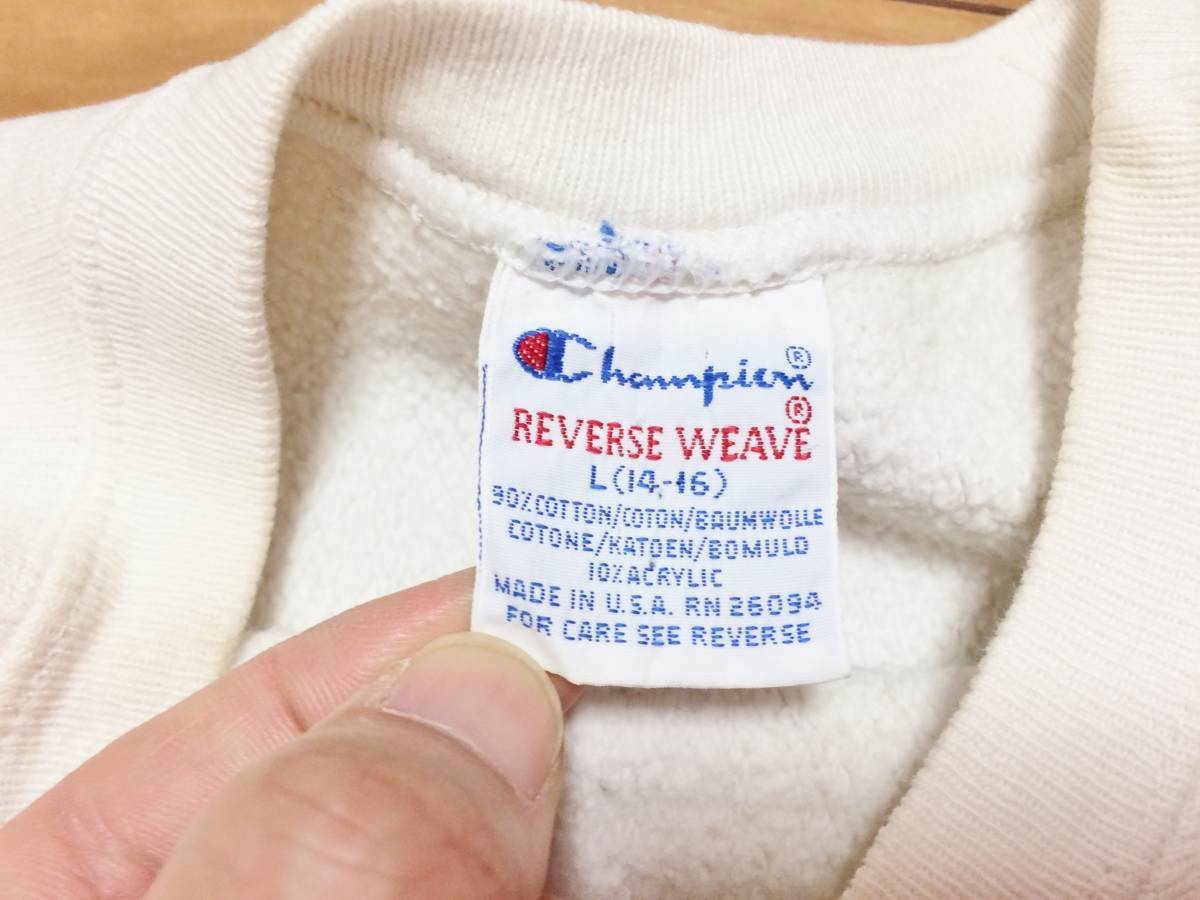 Champion®
REVERSE WEAVE®
L(14-16)
90% COTTON/COTON/BAUMWOLLE
COTONE/KATOEN/BOMULD
10% ACRYLIC
MADE IN U.S.A. RN 26094
FOR CARE SEE REVERSE